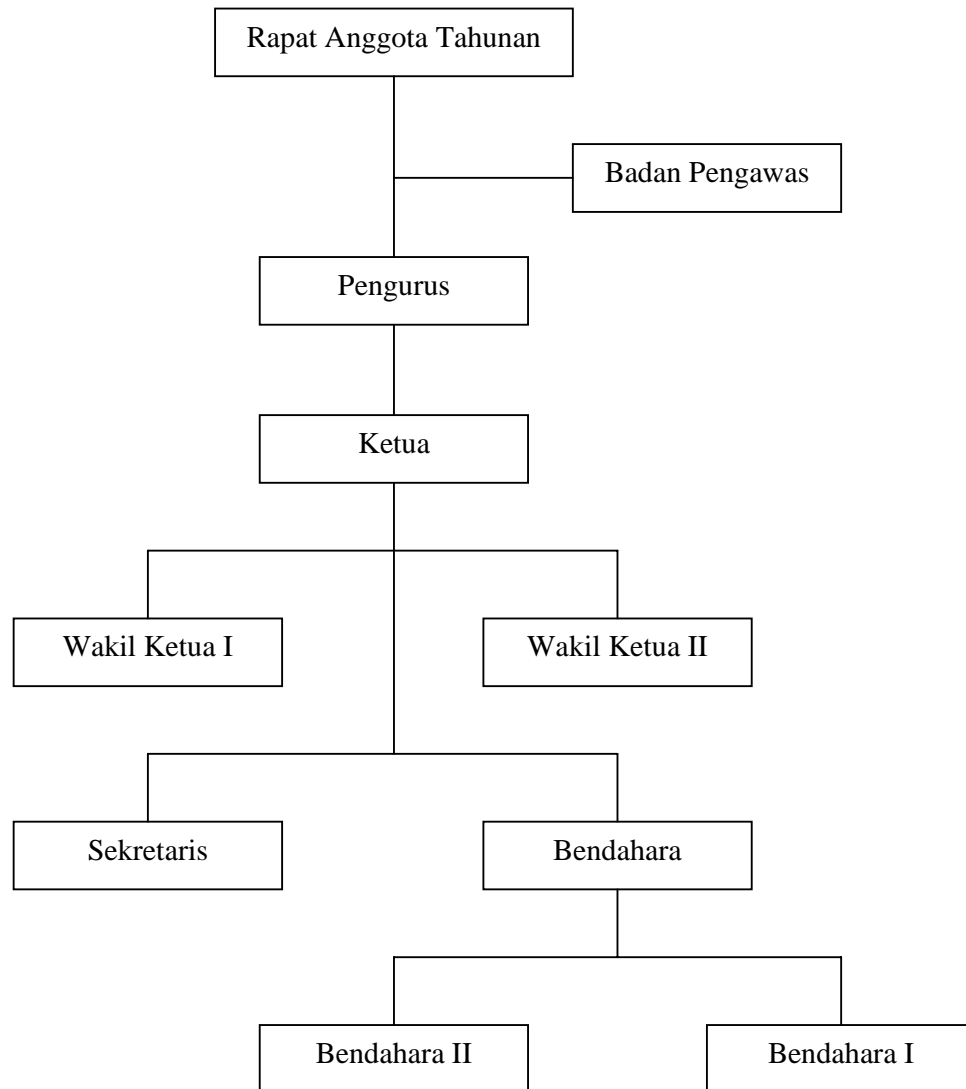 Rapat Anggota Tahunan
Badan Pengawas
Pengurus
Ketua
Wakil Ketua I
Wakil Ketua II
Sekretaris
Bendahara
Bendahara II
Bendahara I